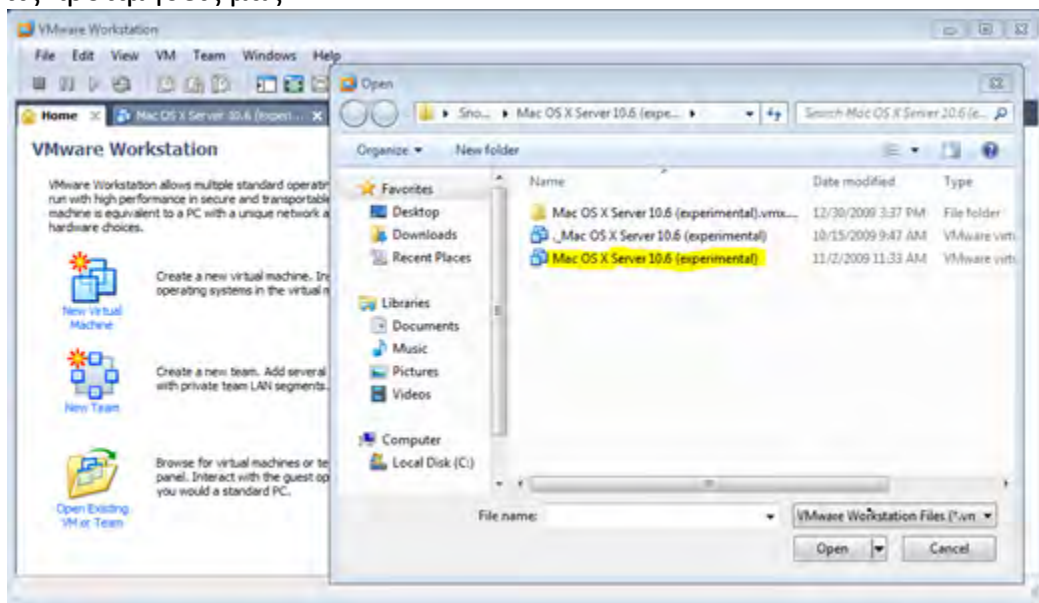 VMware Workstation
File Edit View VM Team Windows Help
Home
Mac OS X Server 10.6 (experi...
VMware Workstation
VMware Workstation allows multiple standard operatin
run with high performance in secure and transportable
machine is equivalent to a PC with a unique network a
hardware choices.
New Virtual
Machine
Create a new virtual machine. In
operating systems in the virtual m
New Team
Create a new team. Add several
with private team LAN segments.
Open Existing
VM or Team
Browse for virtual machines or te
panel. Interact with the guest op
you would a standard PC.
Open
Sno... Mac OS X Server 10.6 (expe...
Search Mac OS X Server 10.6 (e...
Organize New folder
Favorites
Desktop
Downloads
Recent Places
Libraries
Documents
Music
Pictures
Videos
Computer
Local Disk (C:)
Name Date modified Type
Mac OS X Server 10.6 (experimental).vmx... 12/30/2009 3:37 PM File folder
._Mac OS X Server 10.6 (experimental) 10/15/2009 9:47 AM VMware virtu
Mac OS X Server 10.6 (experimental) 11/2/2009 11:33 AM VMware virtu
File name:
VMware Workstation Files (*.vn
Open Cancel